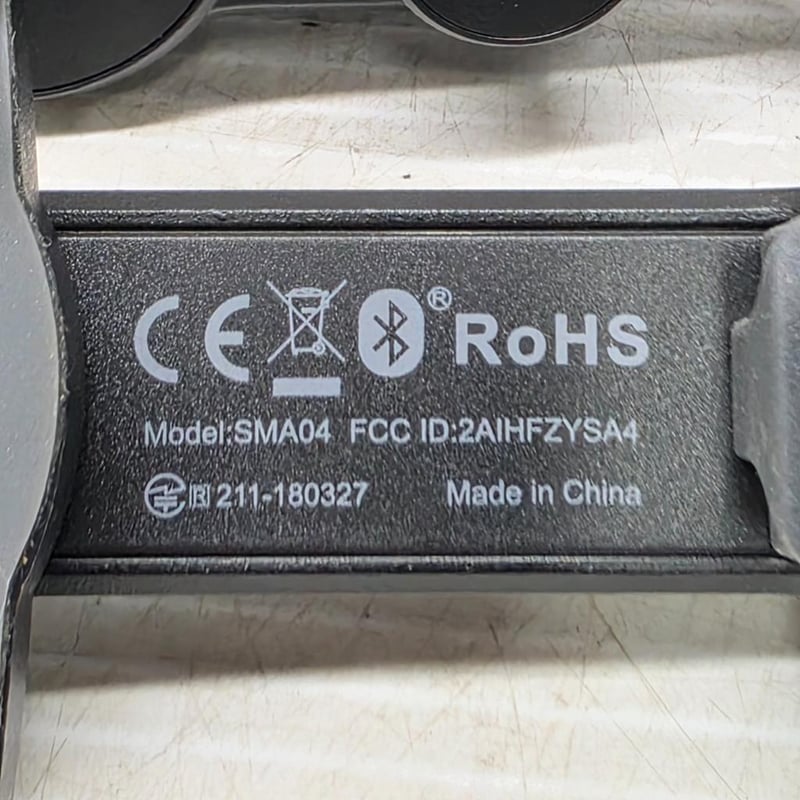 CE ® RoHS
Model:SMA04 FCC ID:2AIHFZYSA4
R 211-180327 Made in China